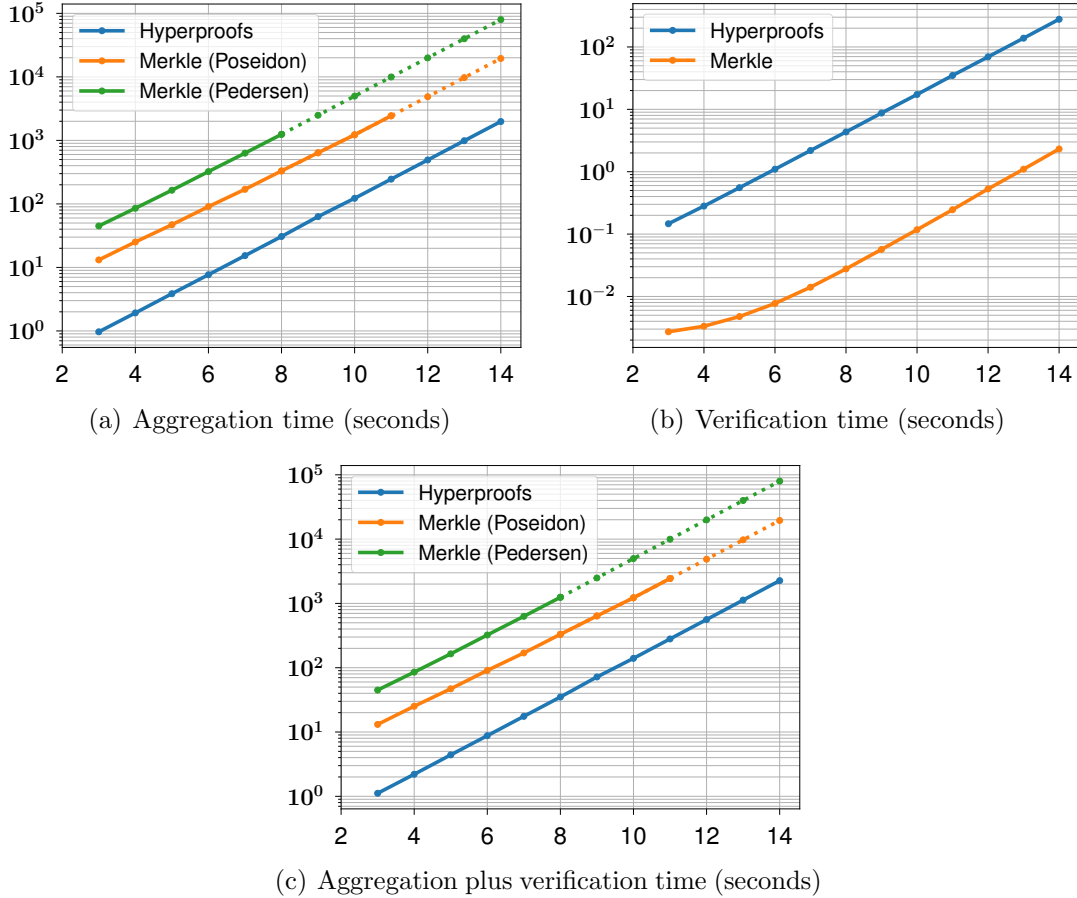 10^5
10^4
10^3
10^2
10^1
10^0
Hyperproofs
Merkle (Poseidon)
Merkle (Pedersen)
2 4 6 8 10 12 14
(a) Aggregation time (seconds)
10^2
10^1
10^0
10^−1
10^−2
Hyperproofs
Merkle
2 4 6 8 10 12 14
(b) Verification time (seconds)
10^5
10^4
10^3
10^2
10^1
10^0
Hyperproofs
Merkle (Poseidon)
Merkle (Pedersen)
2 4 6 8 10 12 14
(c) Aggregation plus verification time (seconds)